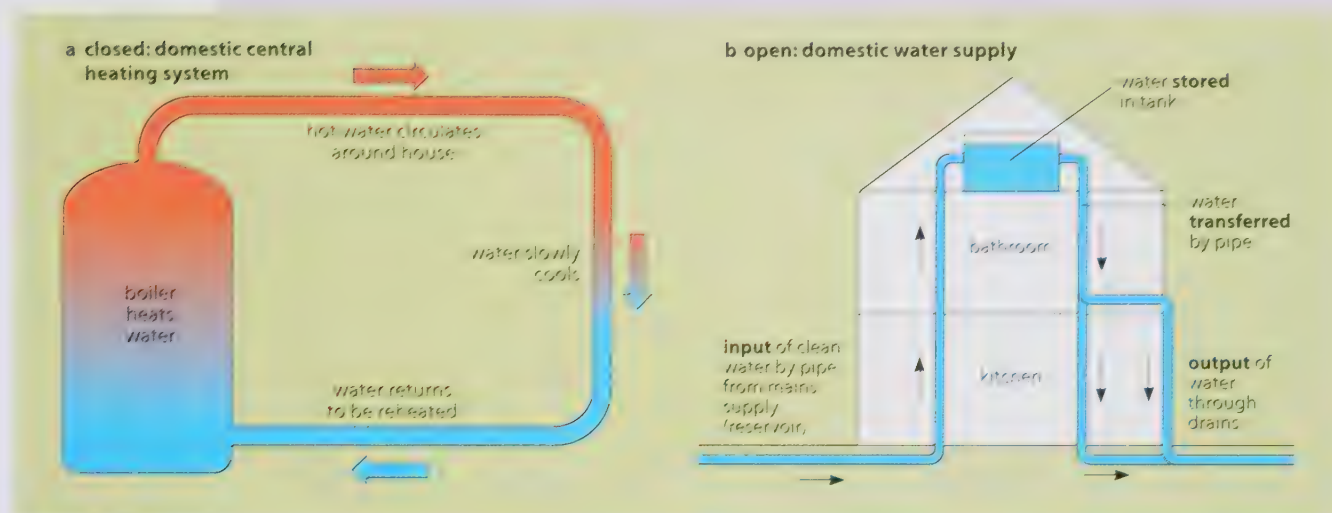 a closed: domestic central
heating system
hot water circulates
around house
water slowly
cools
boiler
heats
water
water returns
to be reheated
b open: domestic water supply
water stored
in tank
water
transferred
by pipe
bathroom
input of clean
water by pipe
from mains
supply
(reservoir)
kitchen
output of
water
through
drains